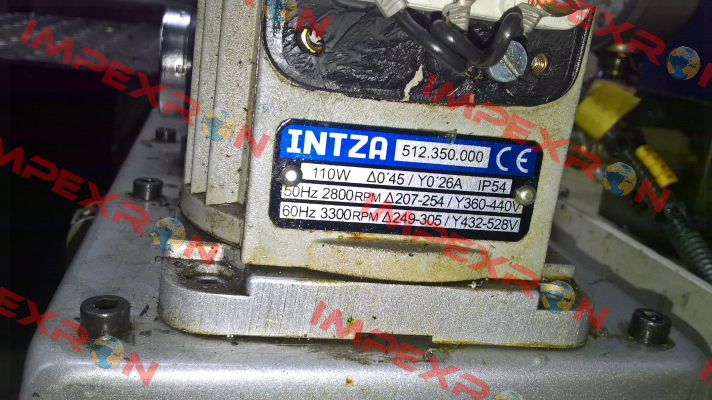 INTZA 512.350.000 CE
110W Δ0'45 / Y0'26A IP54
50Hz 2800RPM Δ207-254 / Y360-440V
60Hz 3300RPM Δ249-305 / Y432-528V
IMPEXRON